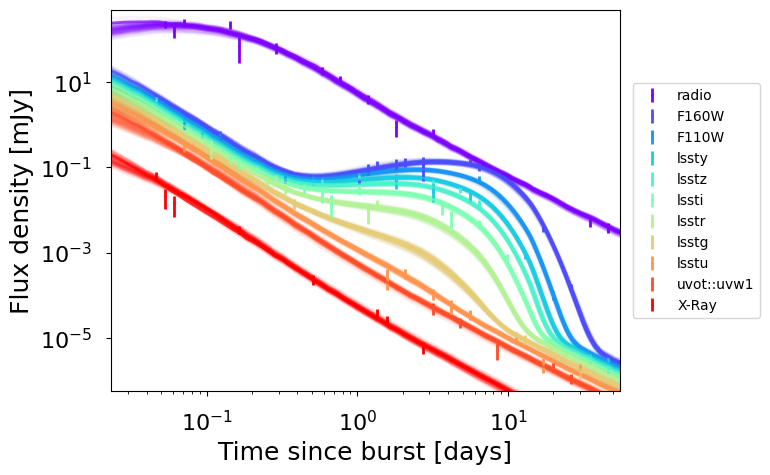 Flux density [mJy]
10¹
10⁻¹
10⁻³
10⁻⁵
10⁻¹
10⁰
10¹
Time since burst [days]
radio
F160W
F110W
lssty
lsstz
lssti
lsstr
lsstg
lsstu
uvot::uvw1
X-Ray